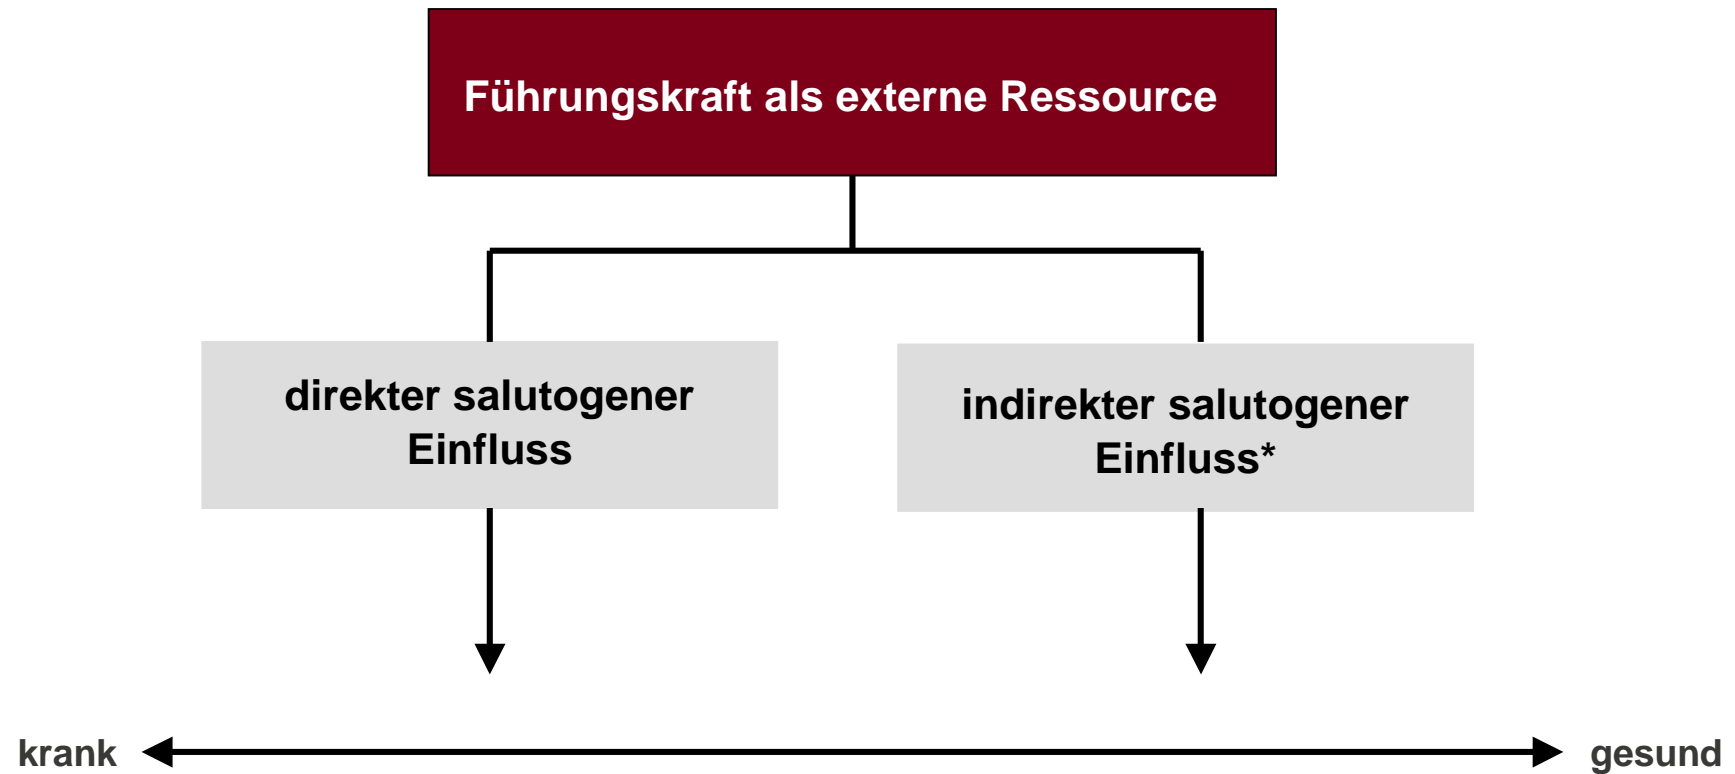 Führungskraft als externe Ressource
direkter salutogener
Einfluss
indirekter salutogener
Einfluss*
krank
gesund